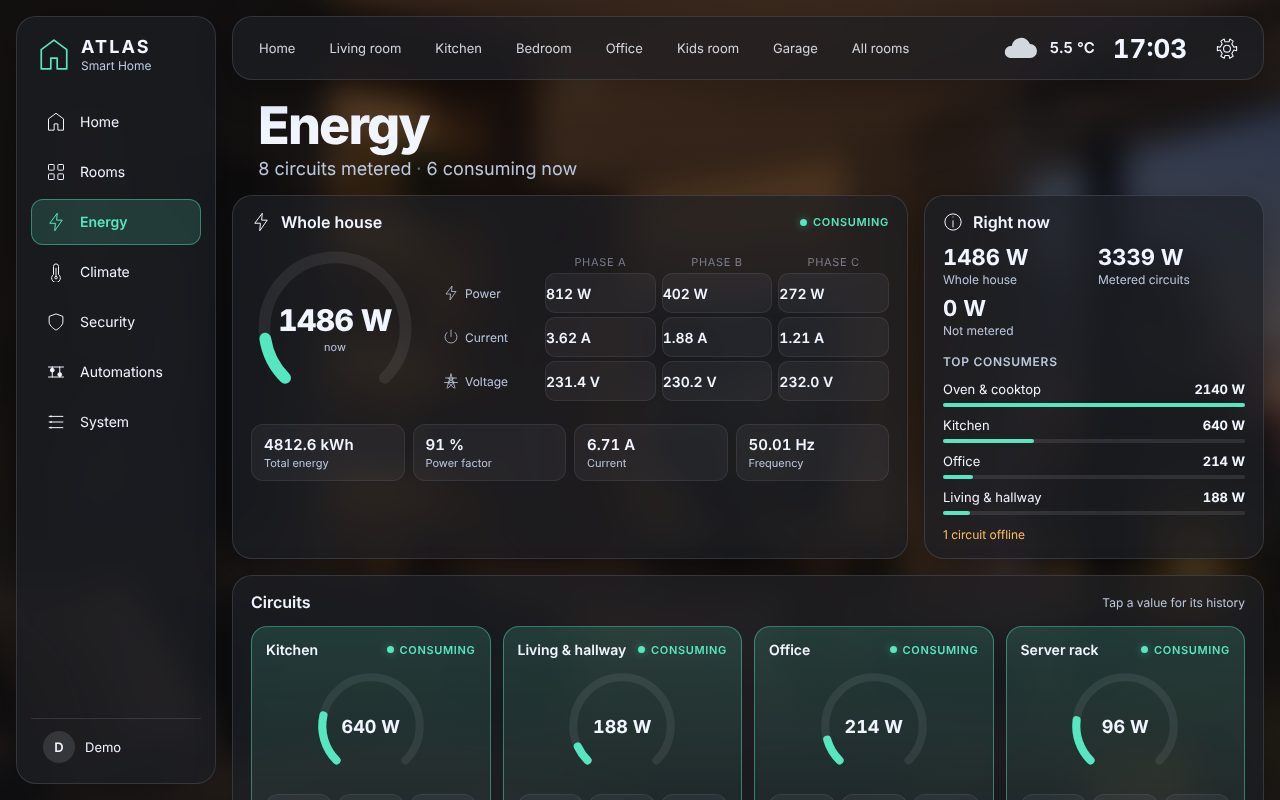 ATLAS
Smart Home
Home
Rooms
Energy
Climate
Security
Automations
System
D Demo
Home Living room Kitchen Bedroom Office Kids room Garage All rooms 5.5 °C 17:03
Energy
8 circuits metered · 6 consuming now
Whole house CONSUMING
1486 W
now
PHASE A PHASE B PHASE C
Power 812 W 402 W 272 W
Current 3.62 A 1.88 A 1.21 A
Voltage 231.4 V 230.2 V 232.0 V
4812.6 kWh 91 % 6.71 A 50.01 Hz
Total energy Power factor Current Frequency
Right now
1486 W 3339 W
Whole house Metered circuits
0 W
Not metered
TOP CONSUMERS
Oven & cooktop 2140 W
Kitchen 640 W
Office 214 W
Living & hallway 188 W
1 circuit offline
Circuits Tap a value for its history
Kitchen CONSUMING Living & hallway CONSUMING Office CONSUMING Server rack CONSUMING
640 W 188 W 214 W 96 W